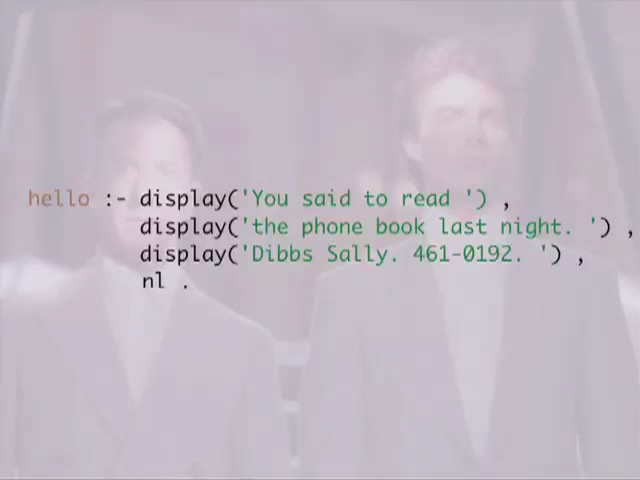 hello :- display('You said to read ') ,
display('the phone book last night. ') ,
display('Dibbs Sally. 461-0192. ') ,
nl .